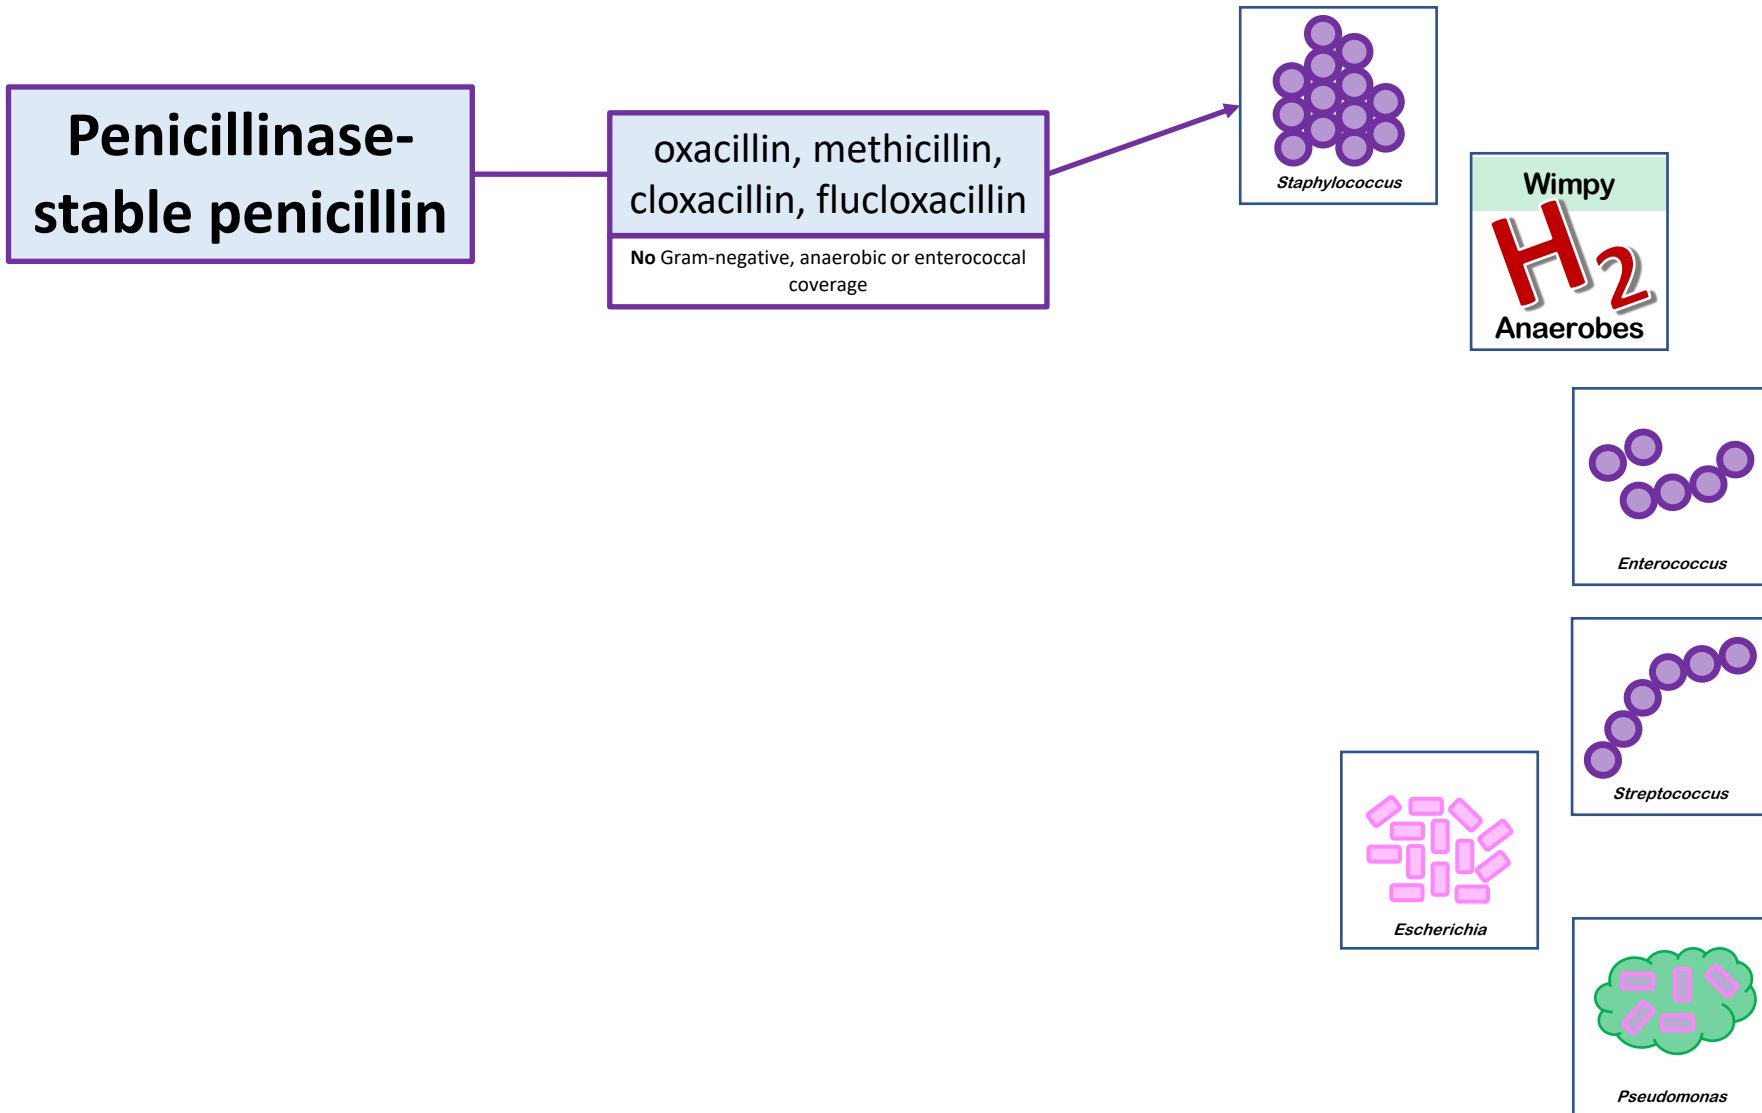 Penicillinase-
stable penicillin
oxacillin, methicillin,
cloxacillin, flucloxacillin
No Gram-negative, anaerobic or enterococcal
coverage
Staphylococcus
Wimpy
H2
Anaerobes
Enterococcus
Streptococcus
Escherichia
Pseudomonas